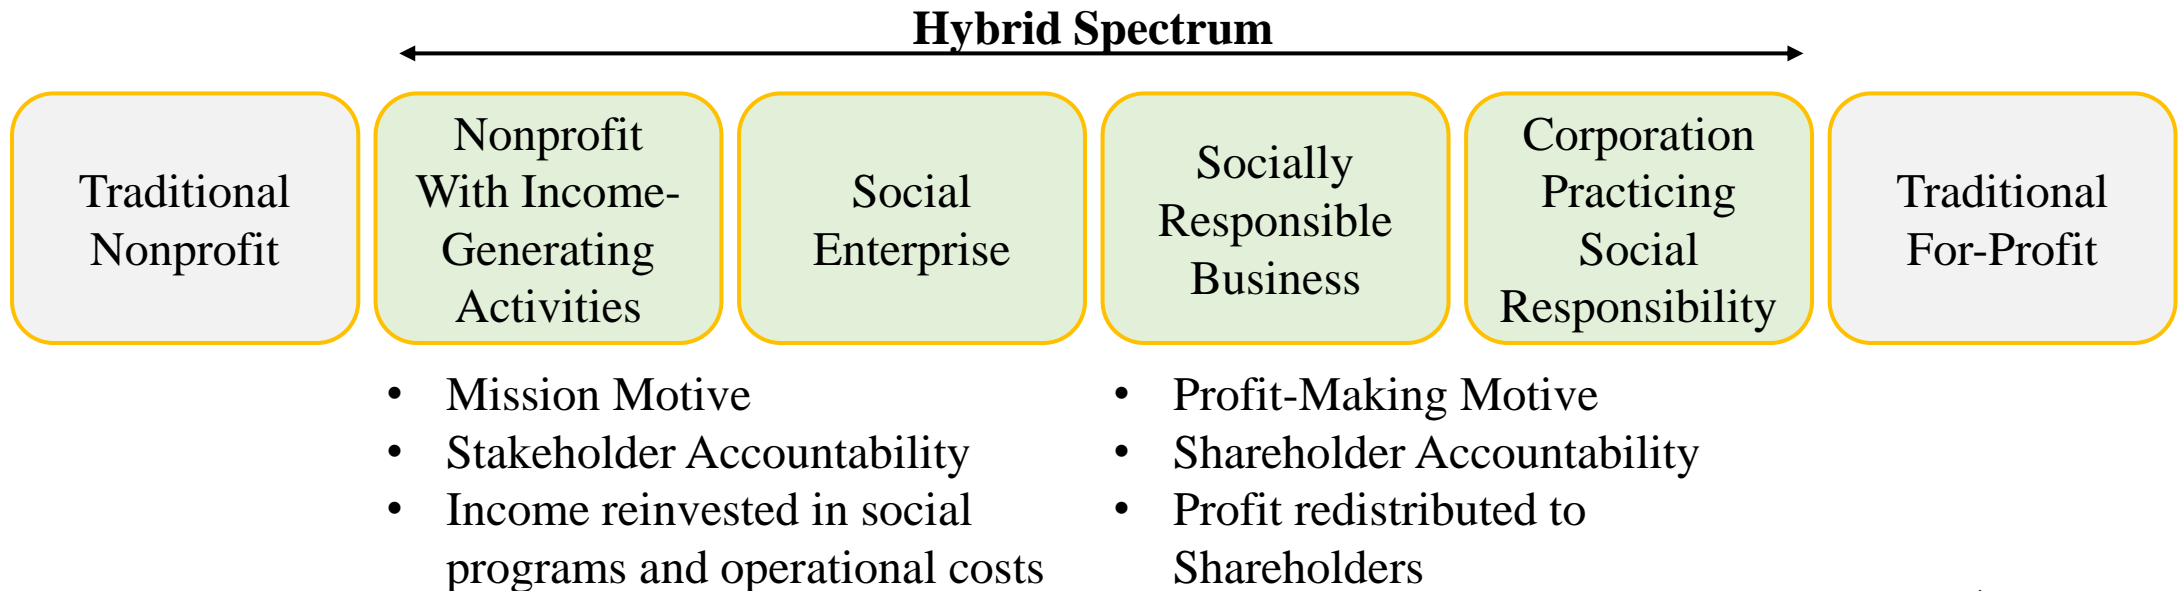 Hybrid Spectrum
Traditional
Nonprofit
Nonprofit
With Income-
Generating
Activities
Social
Enterprise
Socially
Responsible
Business
Corporation
Practicing
Social
Responsibility
Traditional
For-Profit
• Mission Motive
• Stakeholder Accountability
• Income reinvested in social
programs and operational costs
• Profit-Making Motive
• Shareholder Accountability
• Profit redistributed to
Shareholders